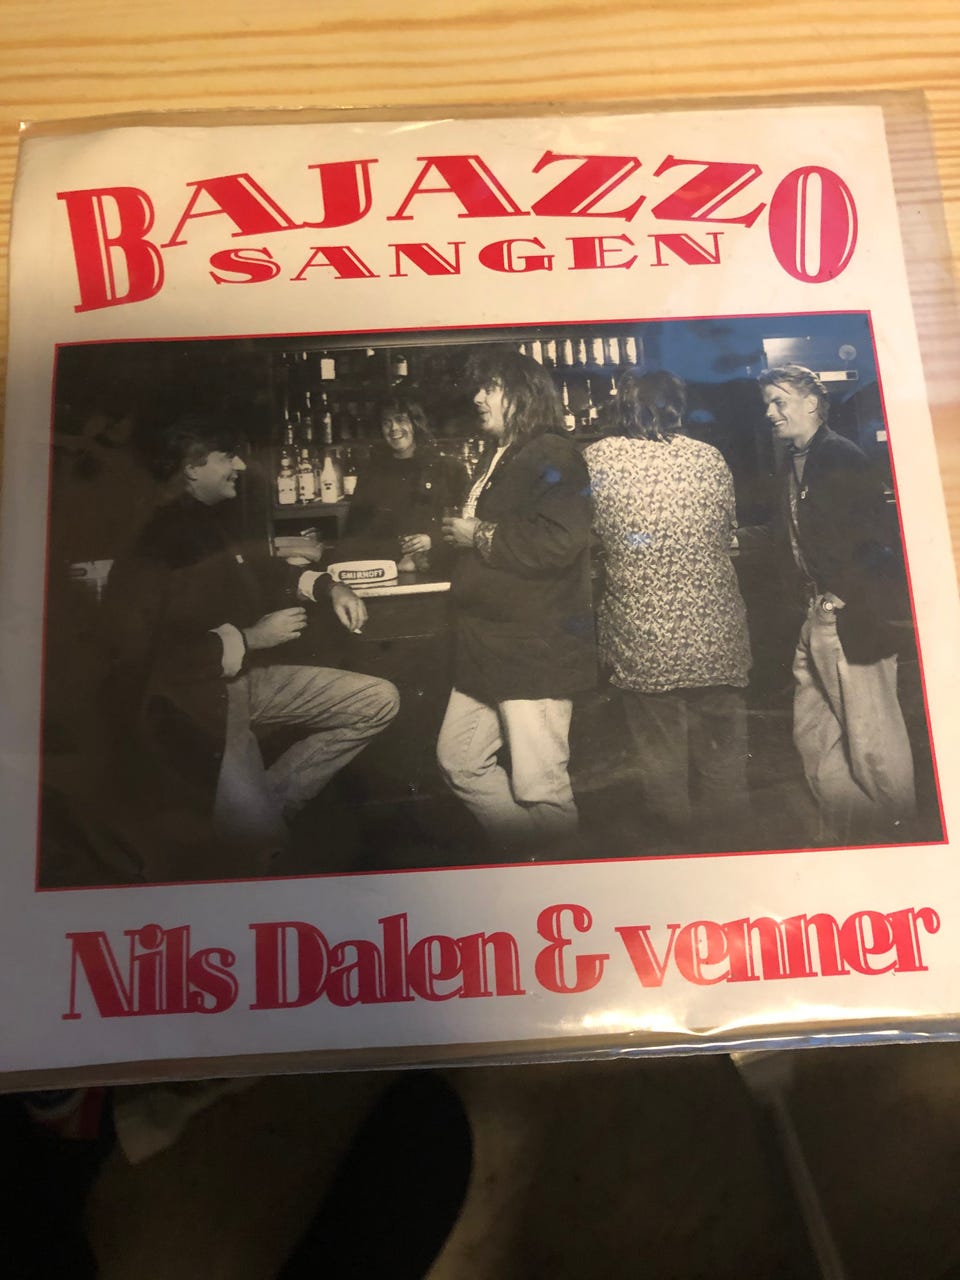 BAJAZZO
SANGEN
SMIRNOFF
Nils Dalen & venner